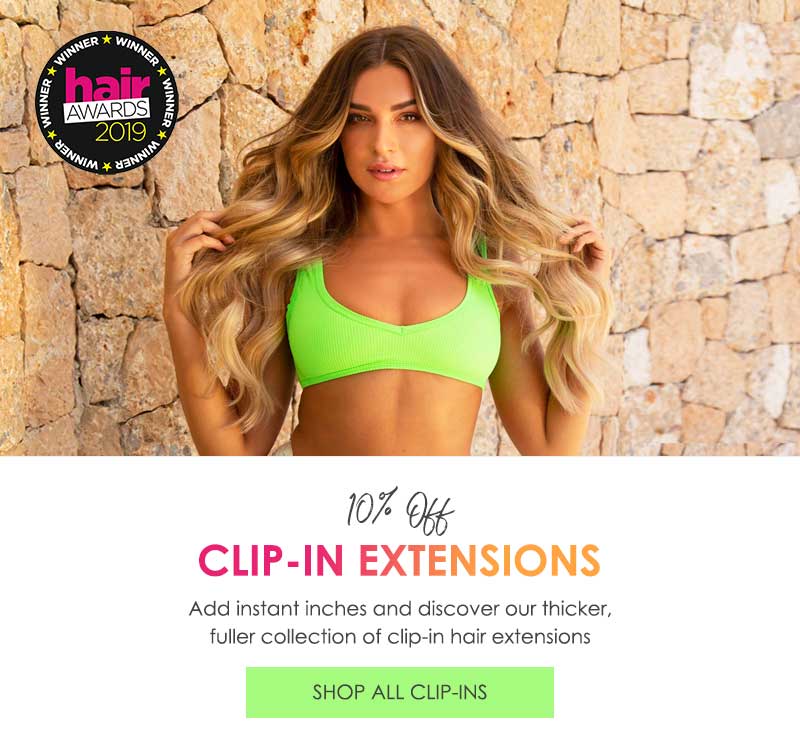 WINNER ★ WINNER ★ WINNER ★ WINNER ★ WINNER ★ WINNER ★
hair
AWARDS
2019
10% Off
CLIP-IN EXTENSIONS
Add instant inches and discover our thicker,
fuller collection of clip-in hair extensions
SHOP ALL CLIP-INS